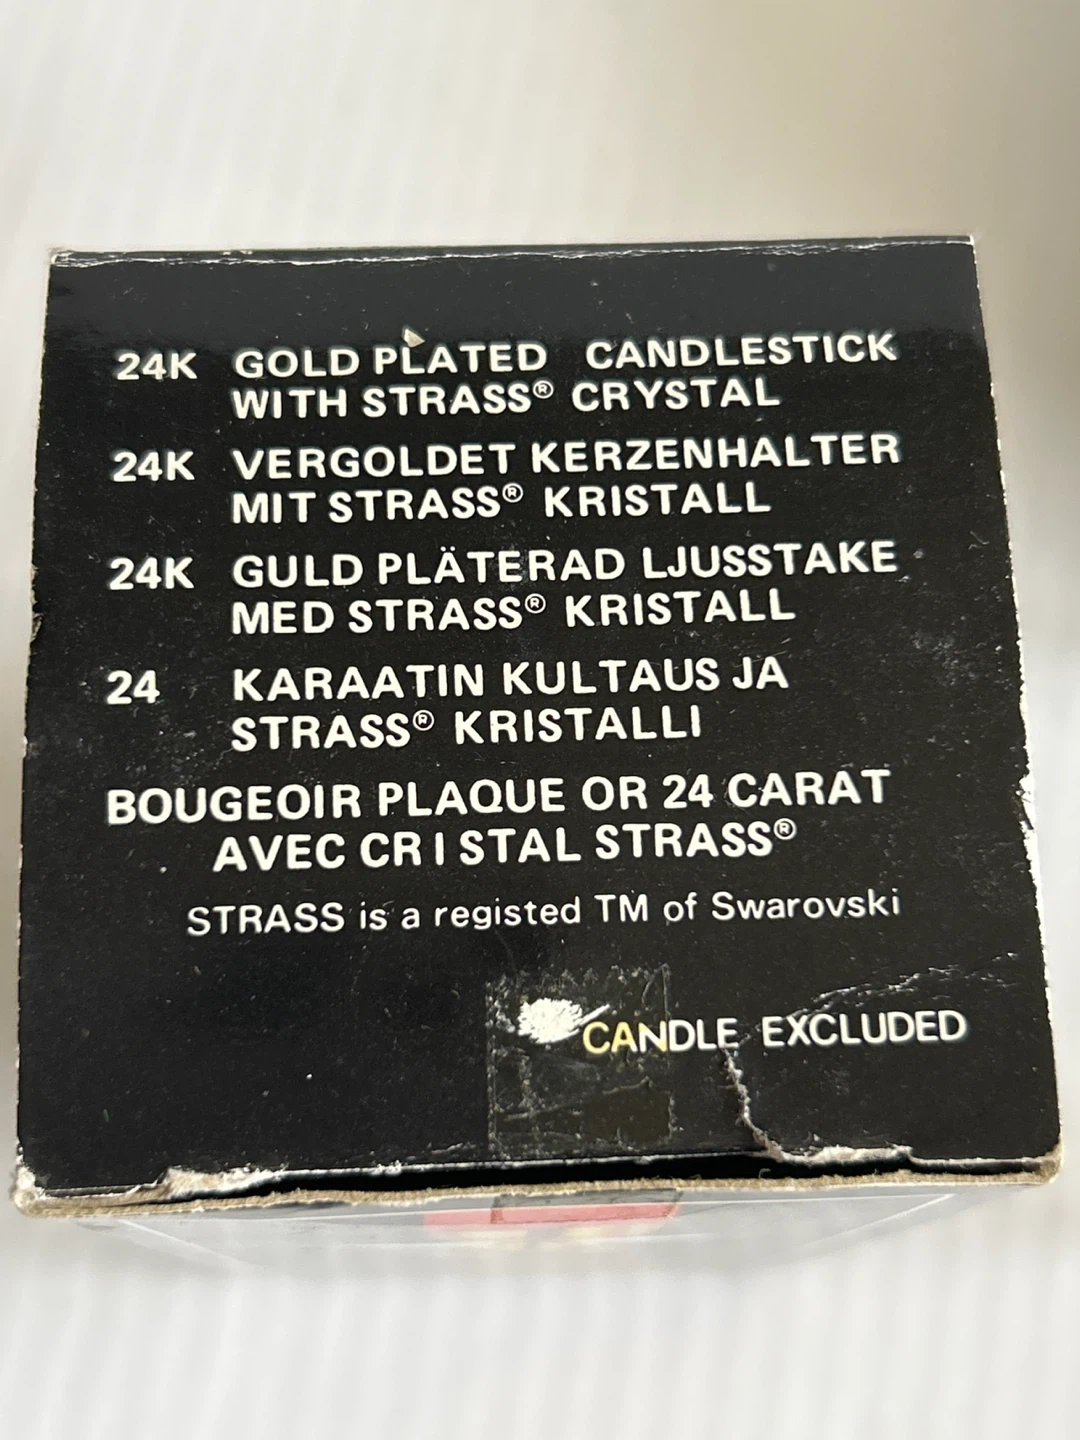 24K GOLD PLATED CANDLESTICK
WITH STRASS® CRYSTAL
24K VERGOLDET KERZENHALTER
MIT STRASS® KRISTALL
24K GULD PLÄTERAD LJUSSTAKE
MED STRASS® KRISTALL
24 KARAATIN KULTAUS JA
STRASS® KRISTALLI
BOUGEOIR PLAQUE OR 24 CARAT
AVEC CRISTAL STRASS®
STRASS is a registed TM of Swarovski
CANDLE EXCLUDED